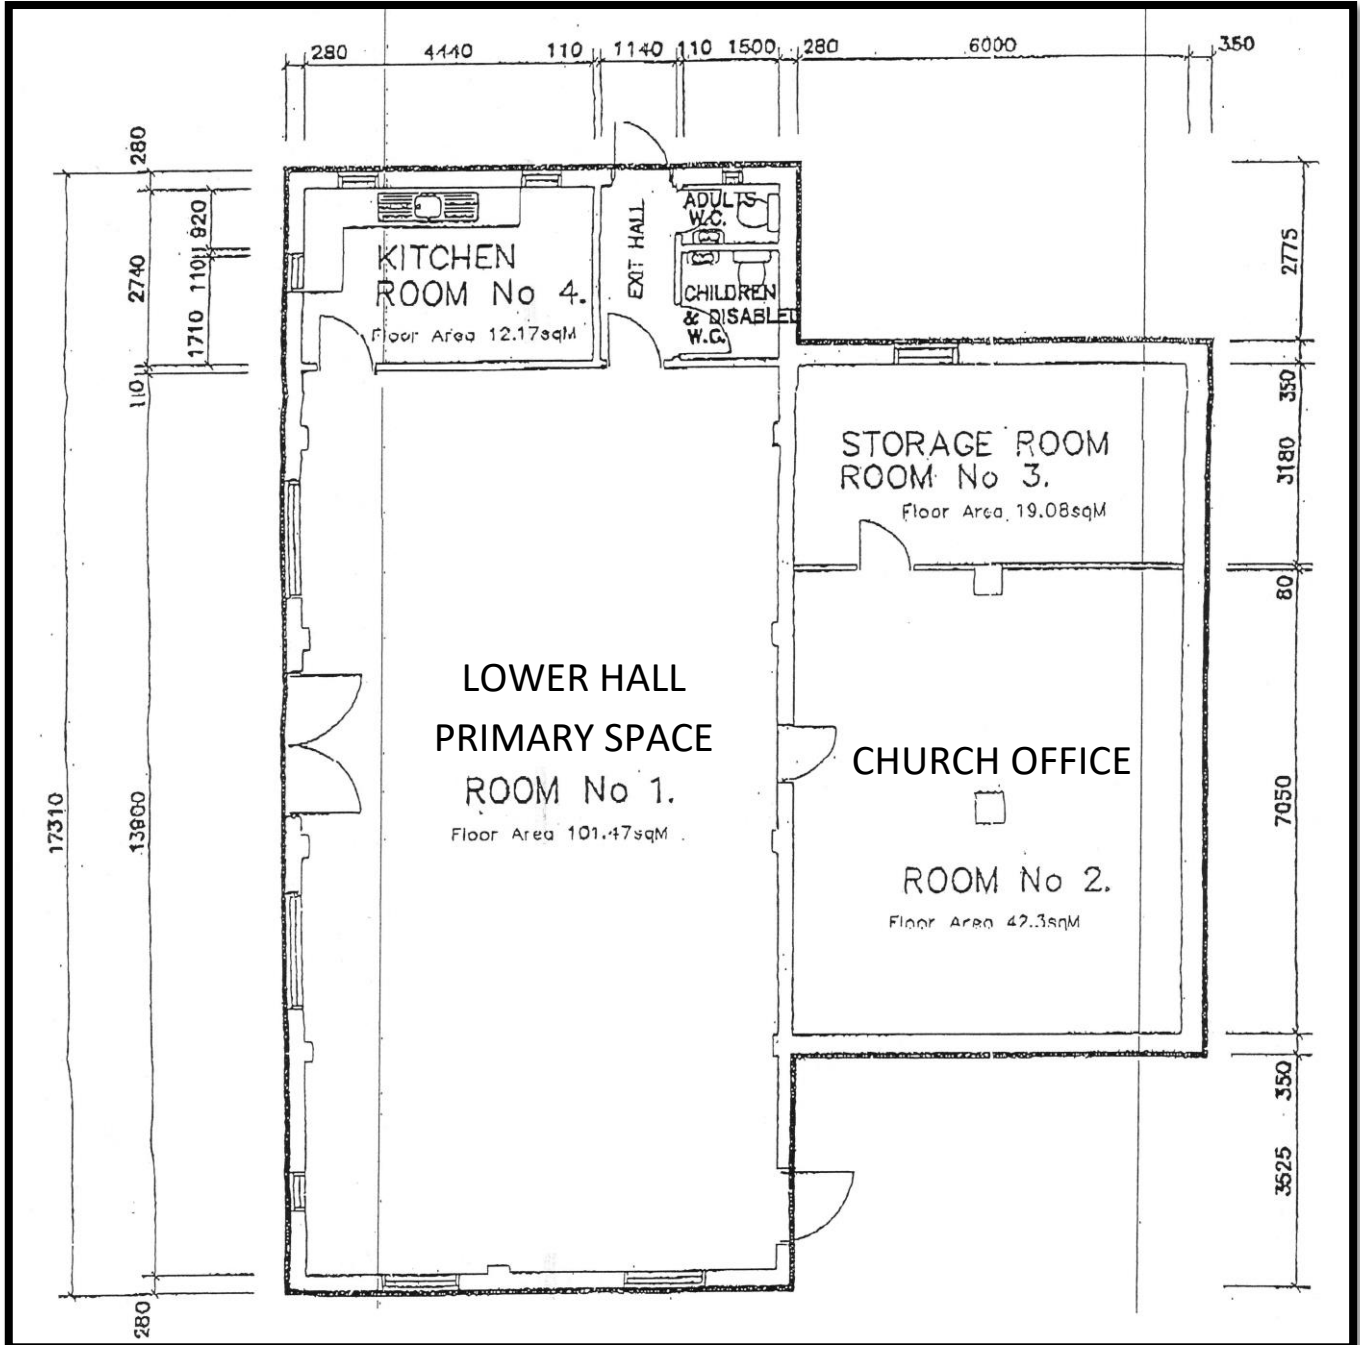 280 4440 110 1140 110 1500 280 6000 350
280
920
2740
110
1710
110
17310
13900
280
2775
350
3180
80
7050
350
3525
KITCHEN
ROOM No 4.
Floor Area 12.17sqM
EXIT HALL
ADULTS
W.C.
CHILDREN
& DISABLED
W.C.
STORAGE ROOM
ROOM No 3.
Floor Area 19.08sqM
LOWER HALL
PRIMARY SPACE
ROOM No 1.
Floor Area 101.47sqM
CHURCH OFFICE
ROOM No 2.
Floor Area 42.3sqM